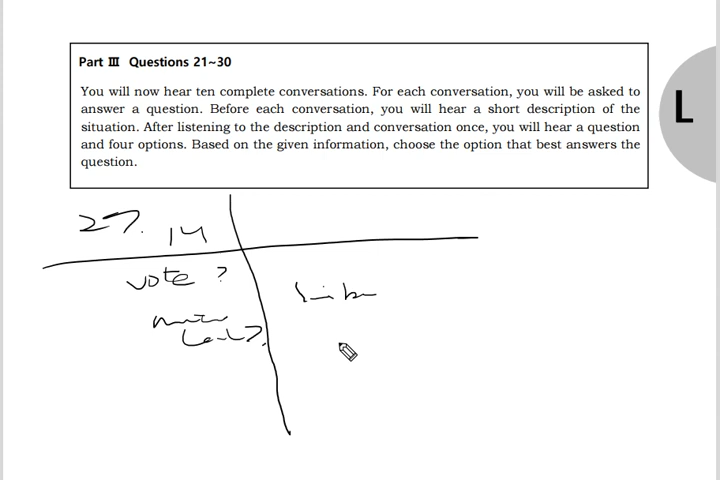 Part Ⅲ Questions 21~30
L
You will now hear ten complete conversations. For each conversation, you will be asked to
answer a question. Before each conversation, you will hear a short description of the
situation. After listening to the description and conversation once, you will hear a question
and four options. Based on the given information, choose the option that best answers the
question.
27. 14
vote ?